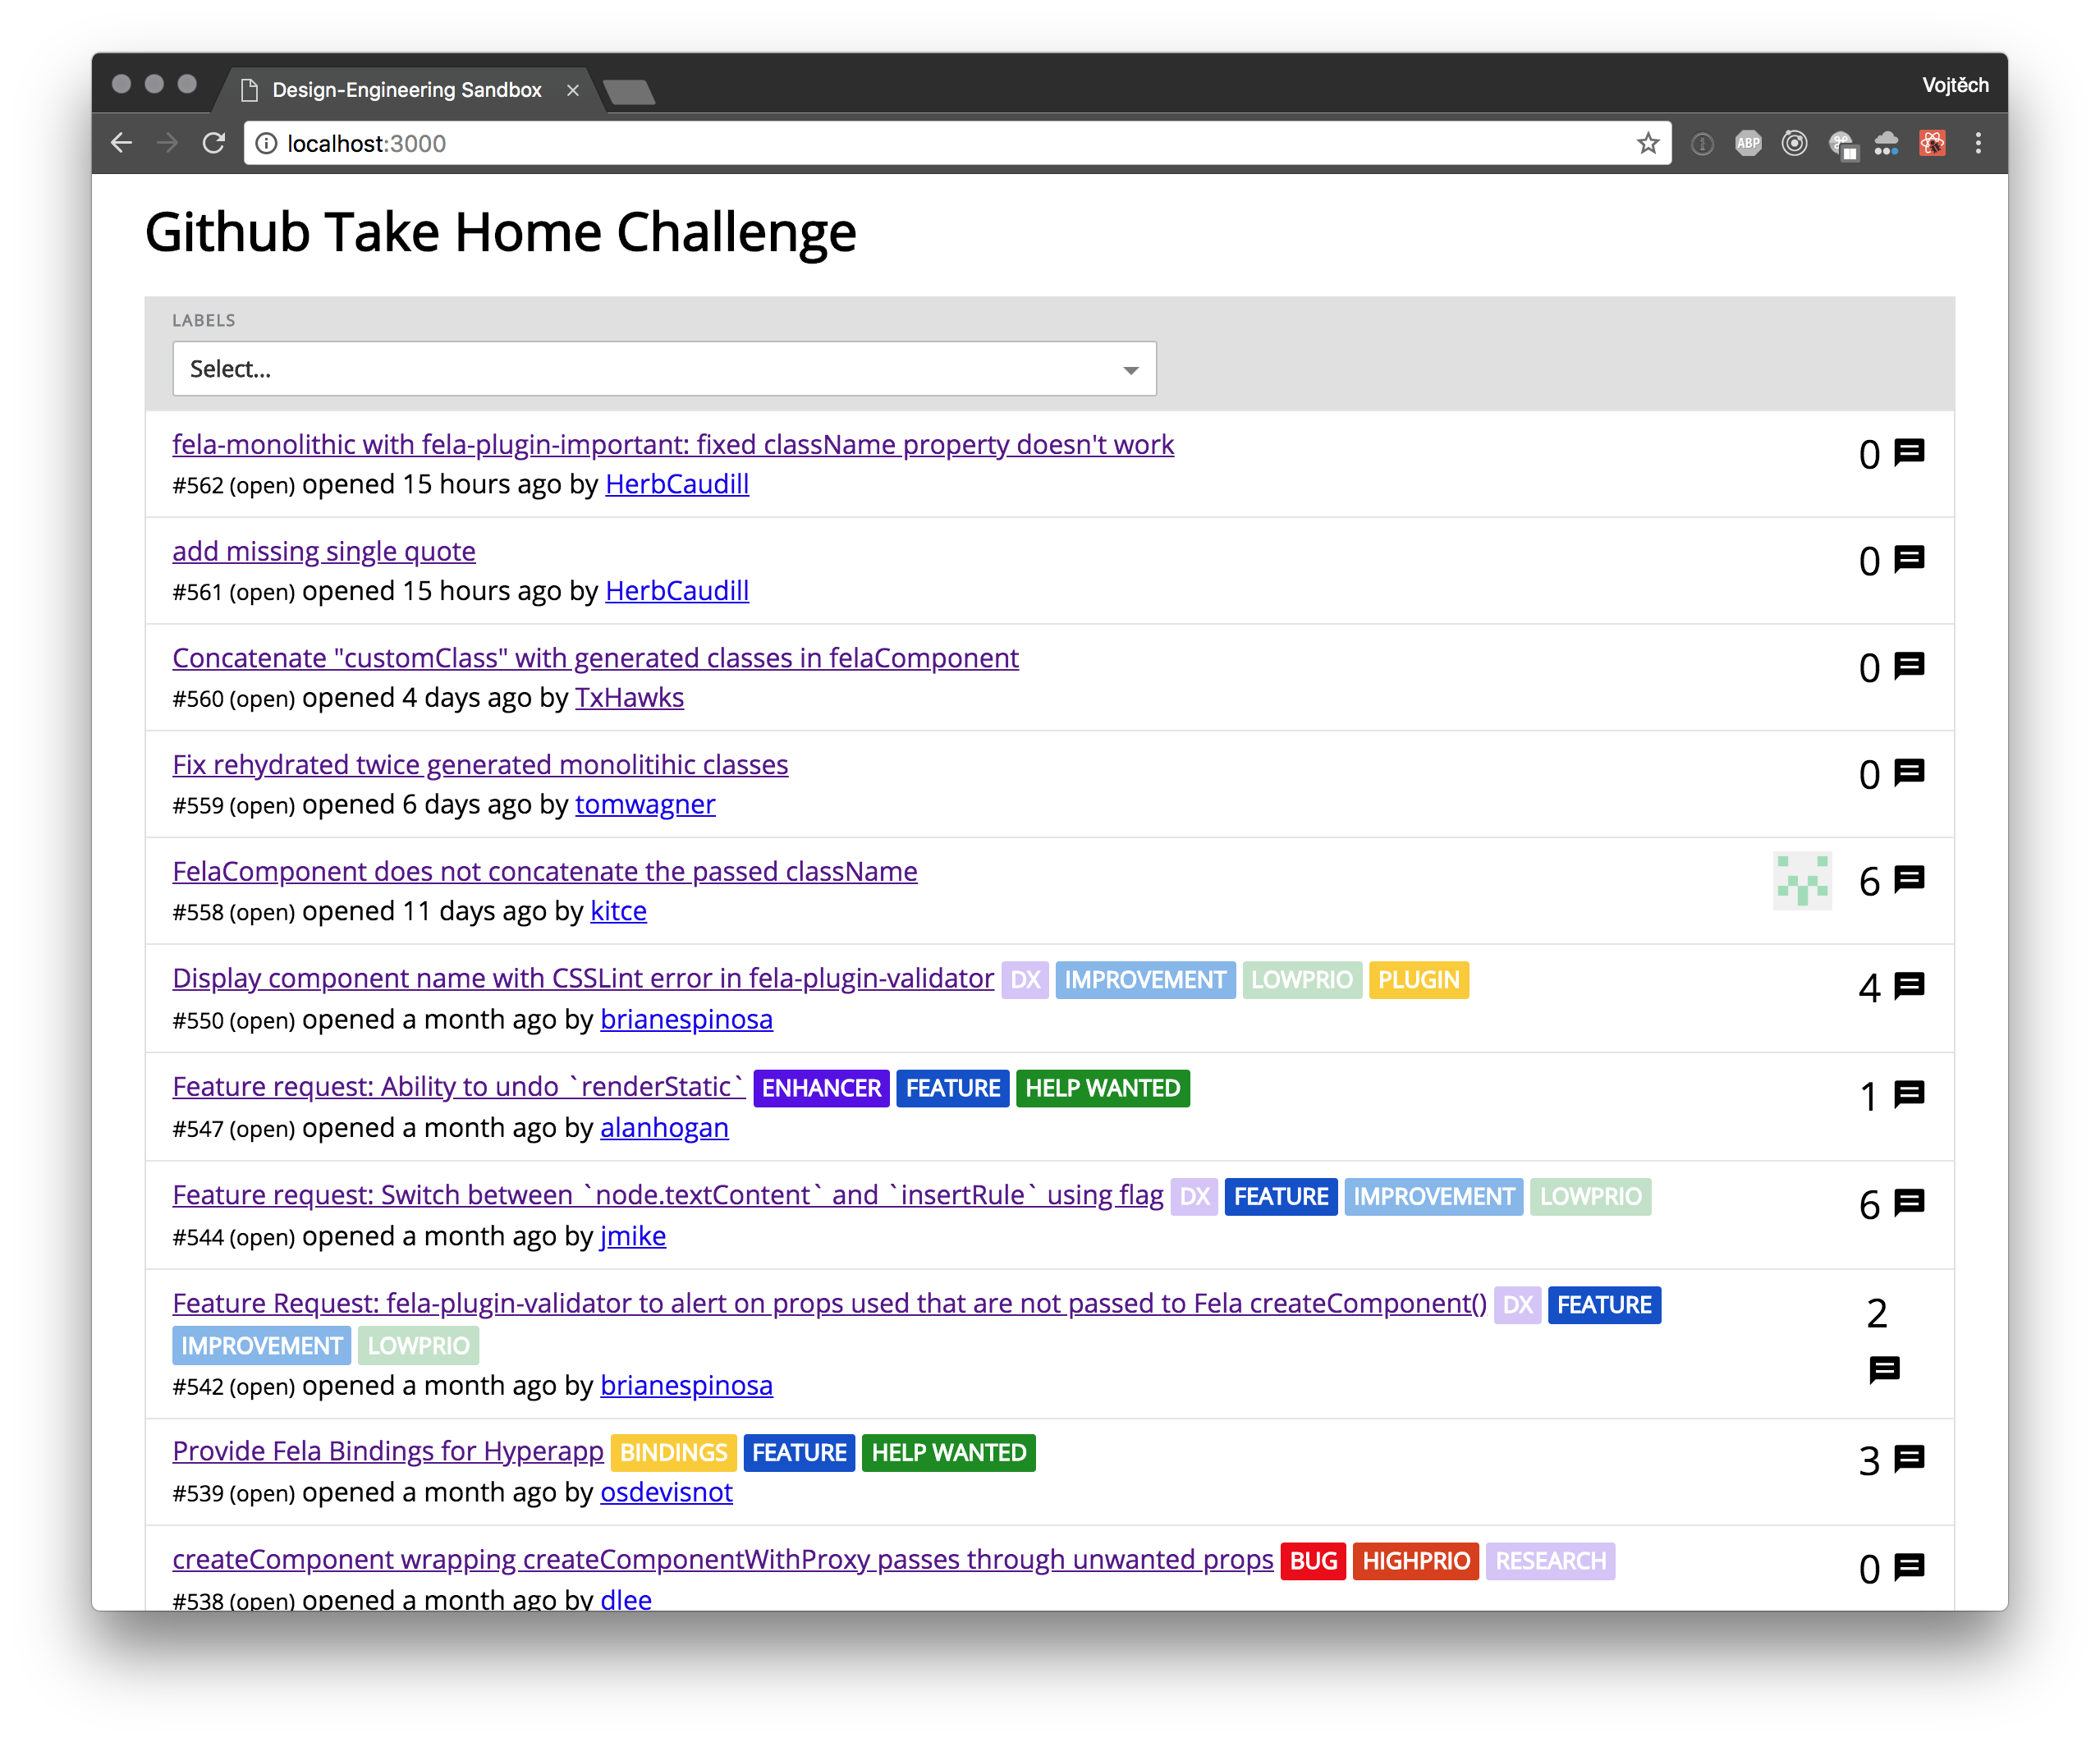 Design-Engineering Sandbox
Vojtěch
localhost:3000
ABP
Github Take Home Challenge
LABELS
Select...
fela-monolithic with fela-plugin-important: fixed className property doesn't work
0
#562 (open) opened 15 hours ago by HerbCaudill
add missing single quote
0
#561 (open) opened 15 hours ago by HerbCaudill
Concatenate "customClass" with generated classes in felaComponent
0
#560 (open) opened 4 days ago by TxHawks
Fix rehydrated twice generated monolitihic classes
0
#559 (open) opened 6 days ago by tomwagner
FelaComponent does not concatenate the passed className
6
#558 (open) opened 11 days ago by kitce
Display component name with CSSLint error in fela-plugin-validator DX IMPROVEMENT LOWPRIO PLUGIN
4
#550 (open) opened a month ago by brianespinosa
Feature request: Ability to undo `renderStatic` ENHANCER FEATURE HELP WANTED
1
#547 (open) opened a month ago by alanhogan
Feature request: Switch between `node.textContent` and `insertRule` using flag DX FEATURE IMPROVEMENT LOWPRIO
6
#544 (open) opened a month ago by jmike
Feature Request: fela-plugin-validator to alert on props used that are not passed to Fela createComponent() DX FEATURE
2
IMPROVEMENT LOWPRIO
#542 (open) opened a month ago by brianespinosa
Provide Fela Bindings for Hyperapp BINDINGS FEATURE HELP WANTED
3
#539 (open) opened a month ago by osdevisnot
createComponent wrapping createComponentWithProxy passes through unwanted props BUG HIGHPRIO RESEARCH
0
#538 (open) opened a month ago by dlee